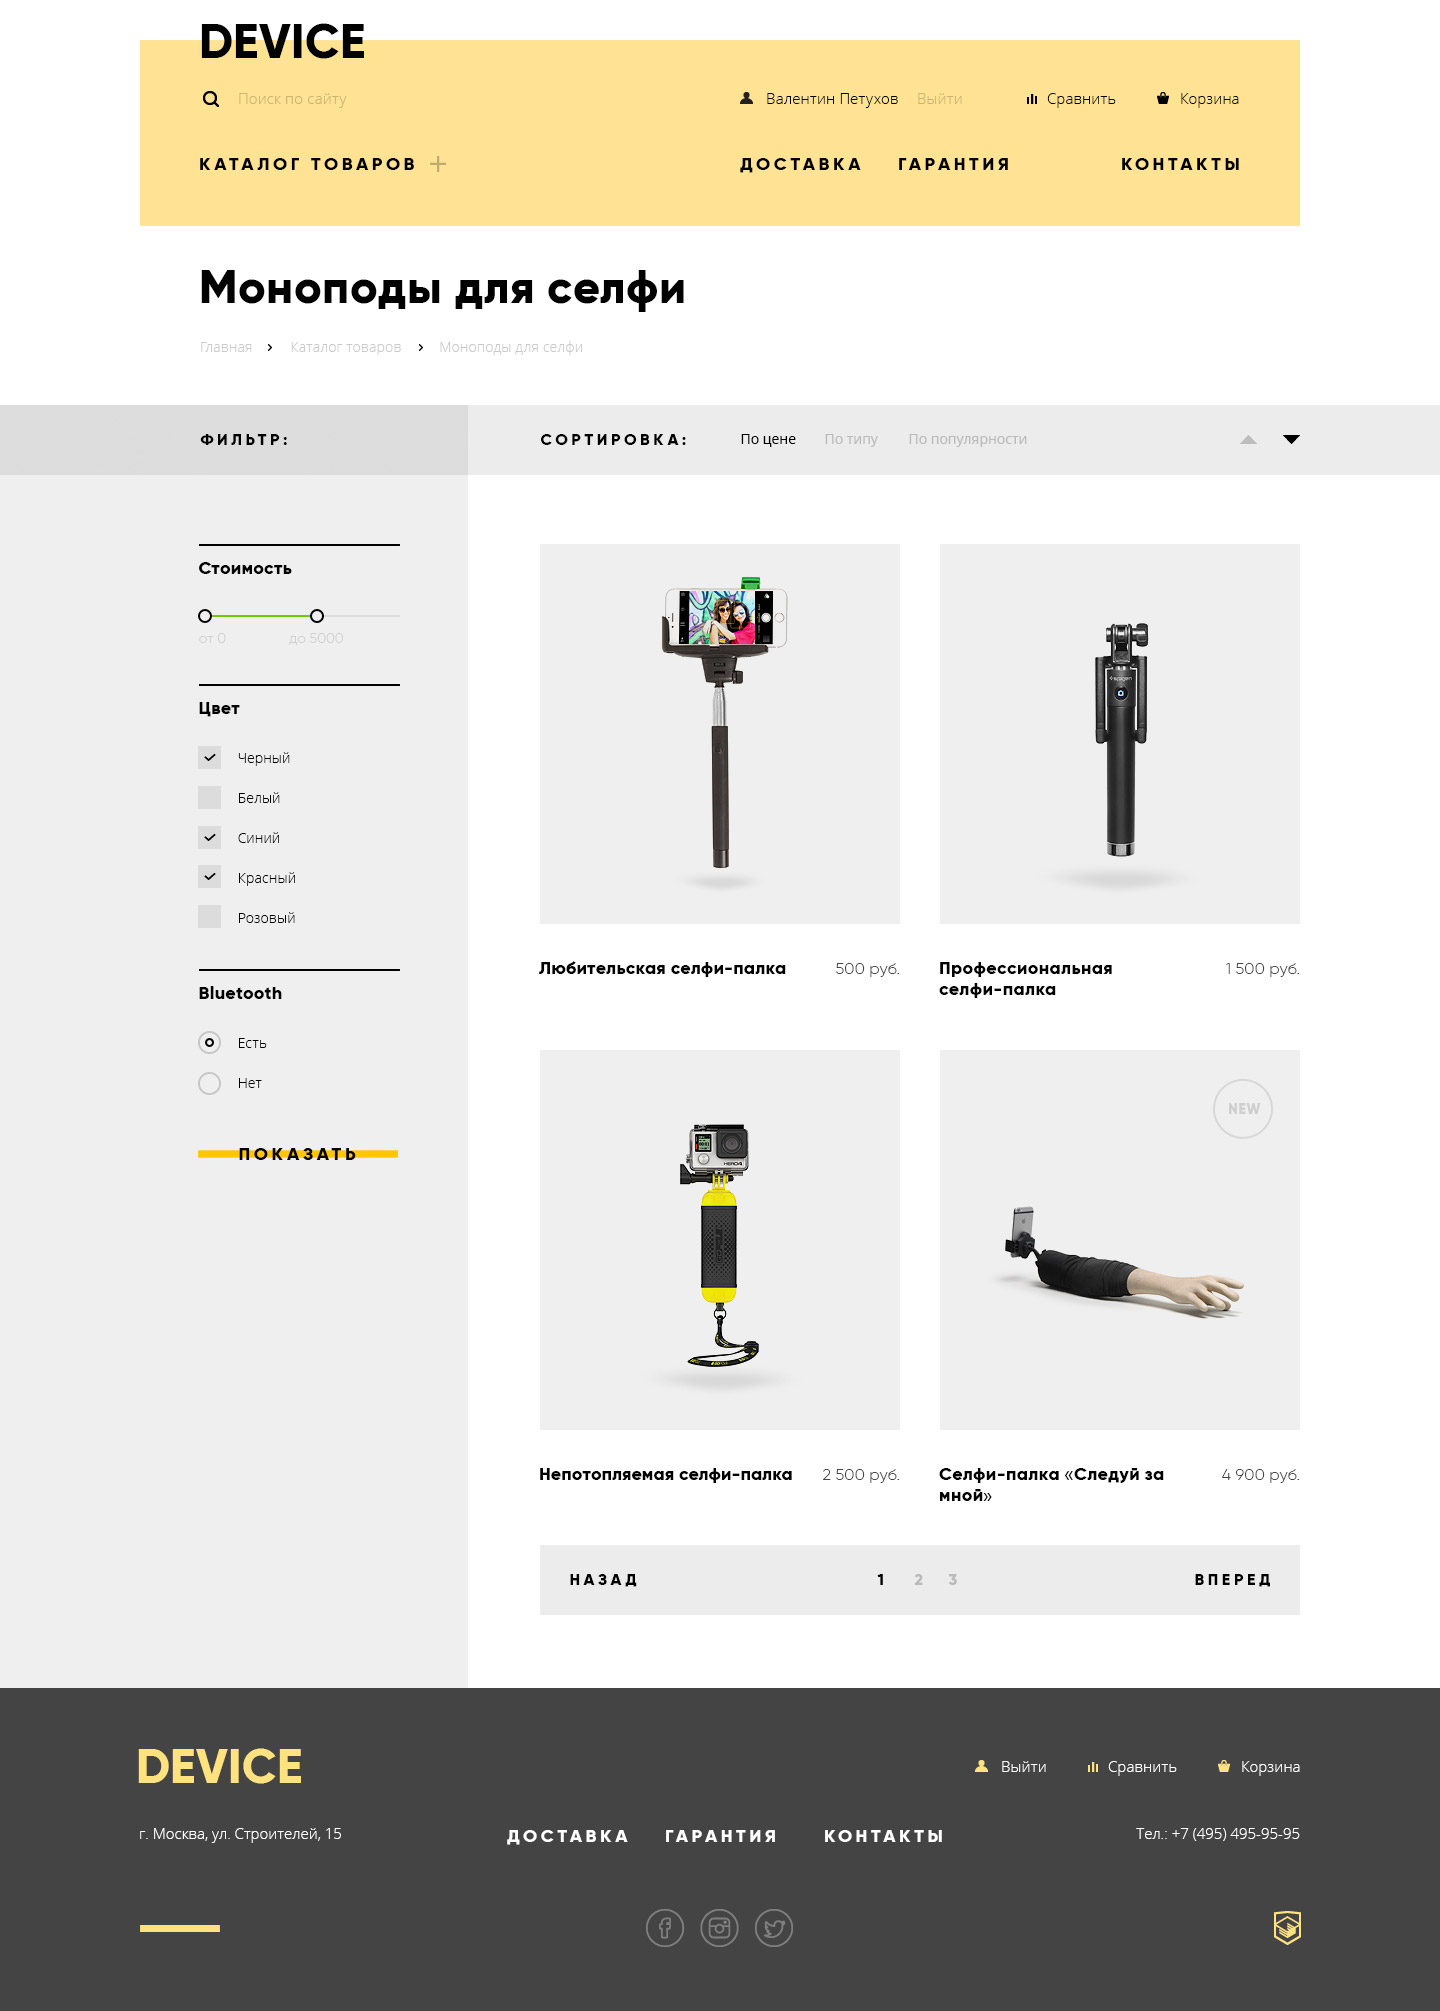 DEVICE
Поиск по сайту
Валентин Петухов Выйти Сравнить Корзина
КАТАЛОГ ТОВАРОВ
ДОСТАВКА ГАРАНТИЯ КОНТАКТЫ
Моноподы для селфи
Главная Каталог товаров Моноподы для селфи
ФИЛЬТР:
СОРТИРОВКА: По цене По типу По популярности
Стоимость
от 0 до 5000
Цвет
Черный
Белый
Синий
Красный
Розовый
Bluetooth
Есть
Нет
ПОКАЗАТЬ
spigen
Любительская селфи-палка 500 руб.
Профессиональная
селфи-палка
1 500 руб.
HERO4
NEW
Непотопляемая селфи-палка 2 500 руб.
Селфи-палка «Следуй за
мной»
4 900 руб.
НАЗАД 1 2 3 ВПЕРЕД
DEVICE
Выйти Сравнить Корзина
г. Москва, ул. Строителей, 15
ДОСТАВКА ГАРАНТИЯ КОНТАКТЫ
Тел.: +7 (495) 495-95-95